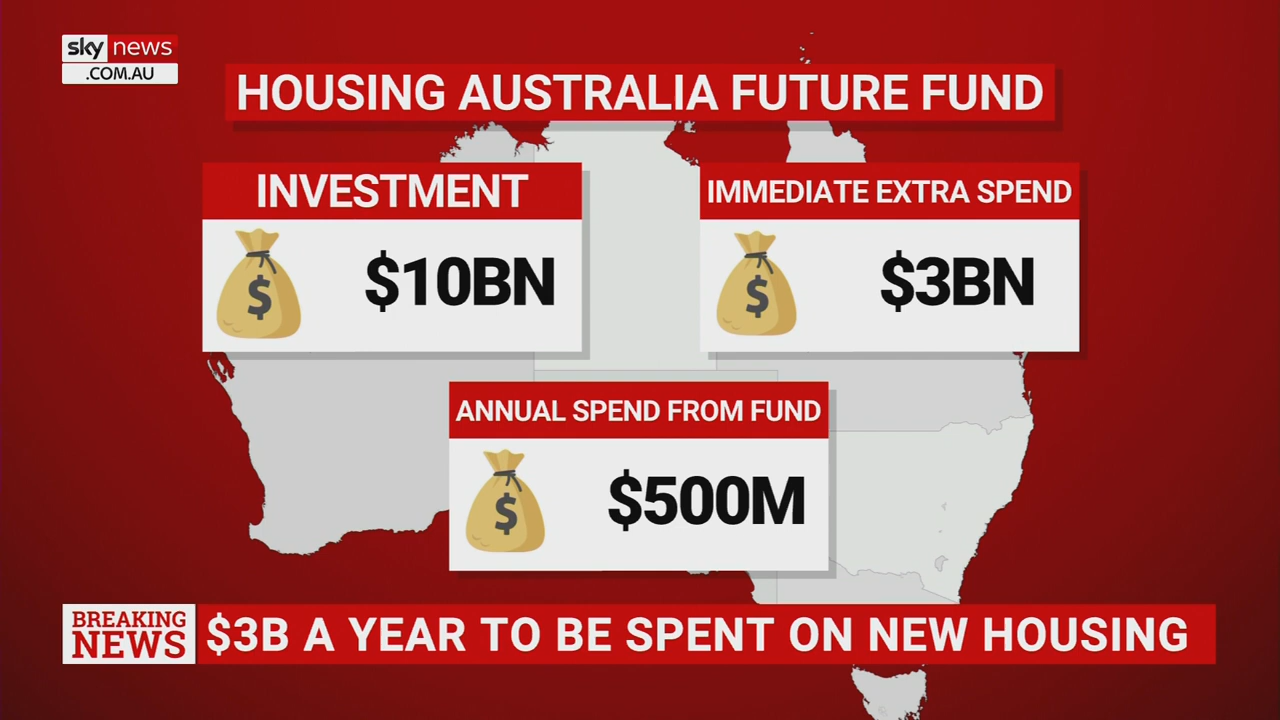 sky news
.COM.AU
HOUSING AUSTRALIA FUTURE FUND
INVESTMENT
$ $10BN
IMMEDIATE EXTRA SPEND
$ $3BN
ANNUAL SPEND FROM FUND
$ $500M
BREAKING
NEWS
$3B A YEAR TO BE SPENT ON NEW HOUSING